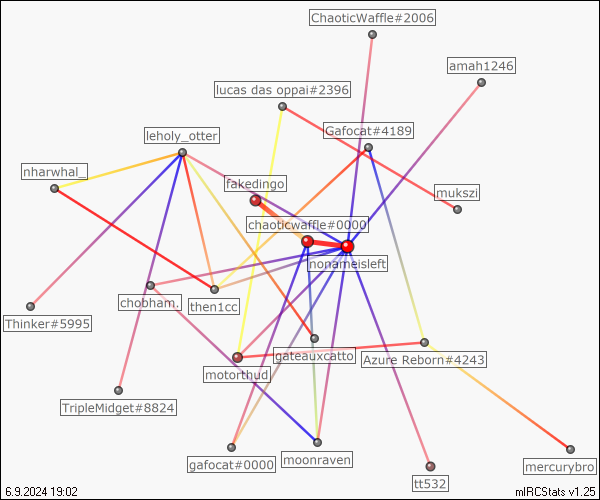 ChaoticWaffle#2006
amah1246
lucas das oppai#2396
Gafocat#4189
leholy_otter
nharwhal_
fakedingo
mukszi
chaoticwaffle#0000
nonameisleft
chobham.
then1cc
Thinker#5995
gateauxcatto
Azure Reborn#4243
motorthud
TripleMidget#8824
gafocat#0000
moonraven
mercurybro
tt532
6.9.2024 19:02
mIRCStats v1.25